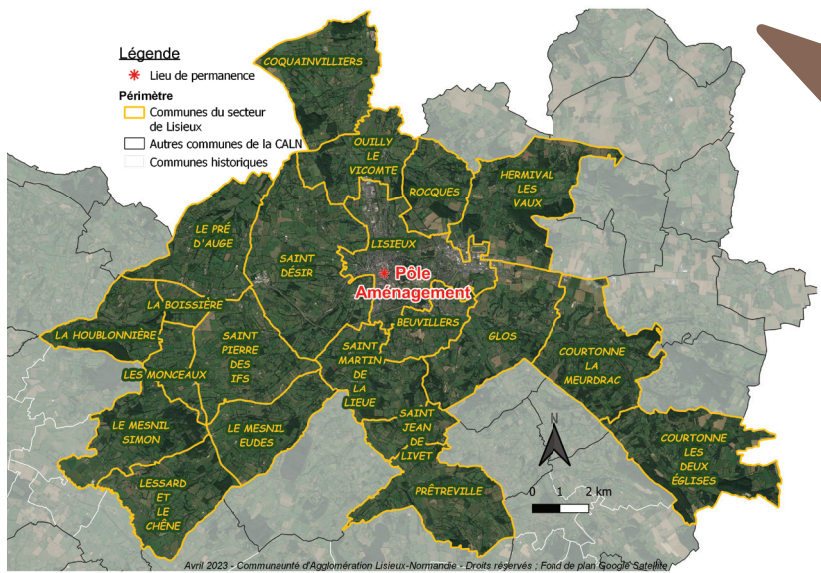 Légende
Lieu de permanence
Périmètre
Communes du secteur
de Lisieux
Autres communes de la CALN
Communes historiques
COQUAINVILLIERS
OUILLY
LE
VICOMTE
ROCQUES
HERMIVAL
LES
VAUX
LE PRÉ
D'AUGE
SAINT
DÉSIR
LISIEUX
Pôle
Aménagement
LA BOISSIÈRE
LA HOUBLONNIÈRE
SAINT
PIERRE
DES
IFS
LES MONCEAUX
BEUVILLERS
GLOS
SAINT
MARTIN
DE
LA
LIEUE
COURTONNE
LA
MEURDRAC
LE MESNIL
SIMON
LE MESNIL
EUDES
SAINT
JEAN
DE
LIVET
COURTONNE
LES
DEUX
ÉGLISES
LESSARD
ET
LE
CHÊNE
PRÊTREVILLE
N
0 1 2 km
Avril 2023 - Communauté d'Agglomération Lisieux-Normandie - Droits réservés ; Fond de plan Google Satellite